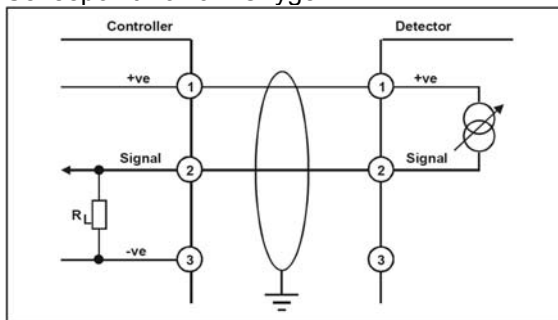 Controller Detector
+ve 1 1 +ve
Signal 2 2 Signal
RL
-ve 3 3